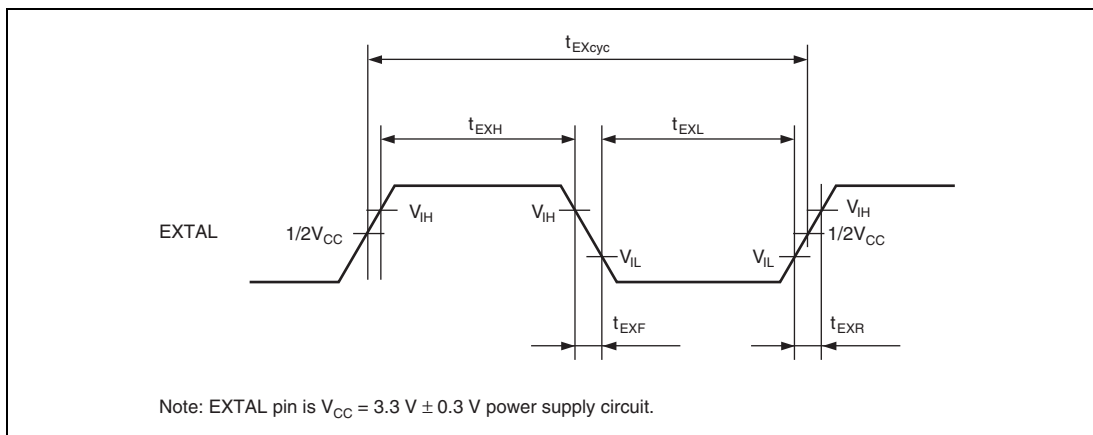 tEXcyc
tEXH
tEXL
VIH
VIH
VIH
EXTAL
1/2VCC
1/2VCC
VIL
VIL
tEXF
tEXR
Note: EXTAL pin is VCC = 3.3 V ± 0.3 V power supply circuit.